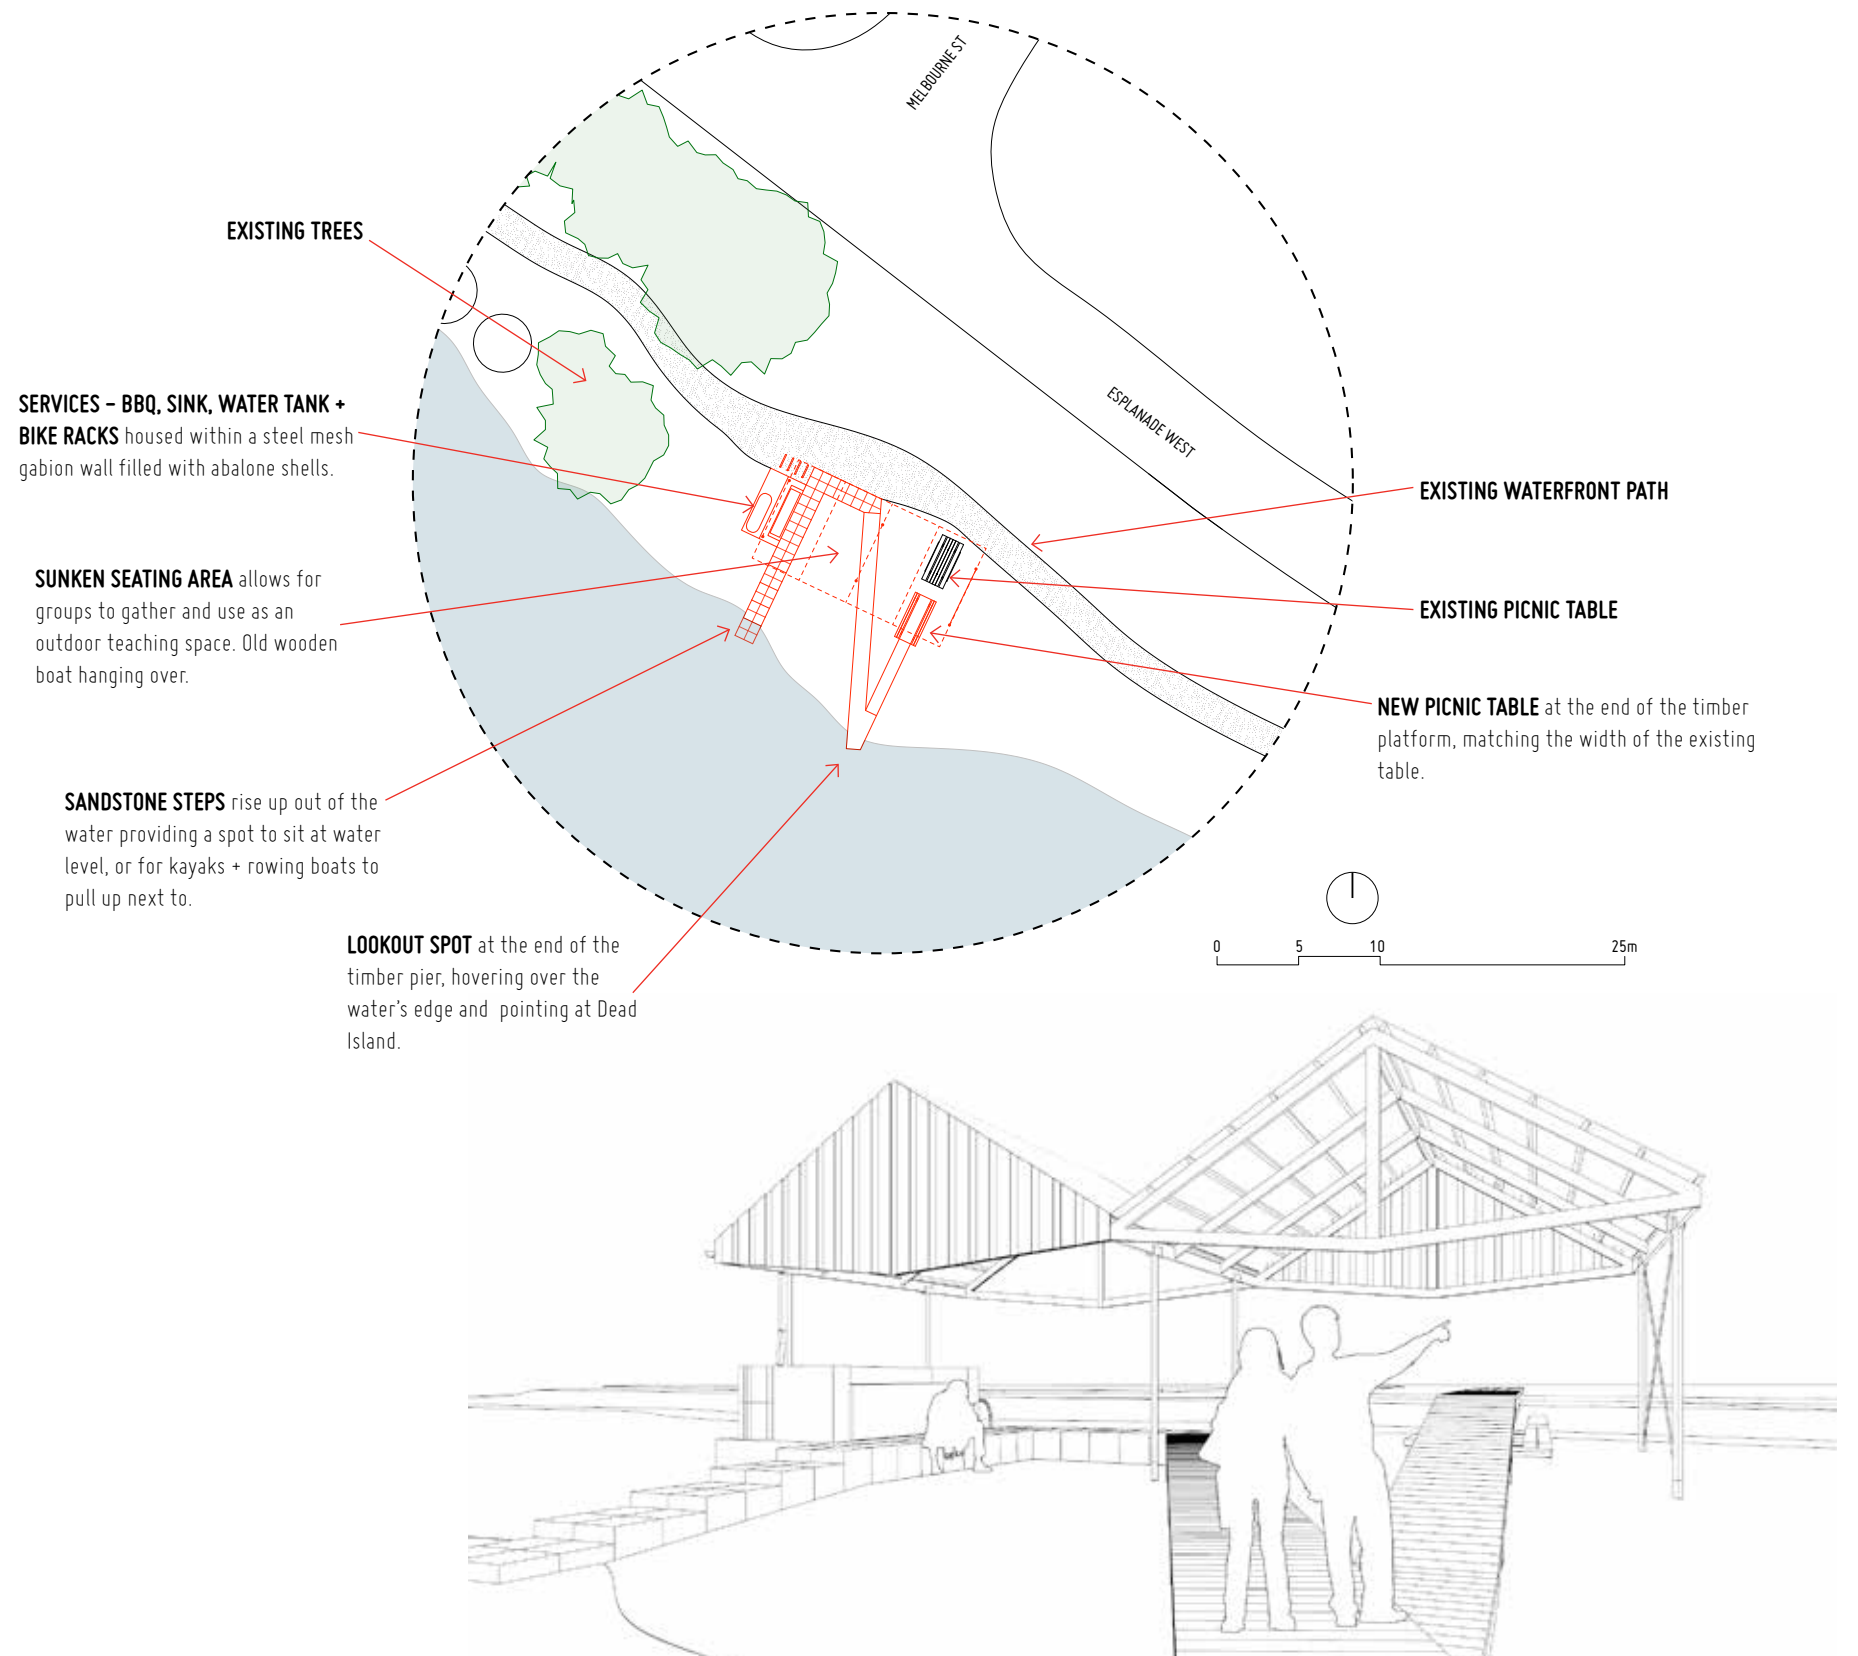 MELBOURNE ST
EXISTING TREES
ESPLANADE WEST
SERVICES – BBQ, SINK, WATER TANK +
BIKE RACKS housed within a steel mesh
gabion wall filled with abalone shells.
EXISTING WATERFRONT PATH
SUNKEN SEATING AREA allows for
groups to gather and use as an
outdoor teaching space. Old wooden
boat hanging over.
EXISTING PICNIC TABLE
NEW PICNIC TABLE at the end of the timber
platform, matching the width of the existing
table.
SANDSTONE STEPS rise up out of the
water providing a spot to sit at water
level, or for kayaks + rowing boats to
pull up next to.
LOOKOUT SPOT at the end of the
timber pier, hovering over the
water's edge and pointing at Dead
Island.
0 5 10 25m